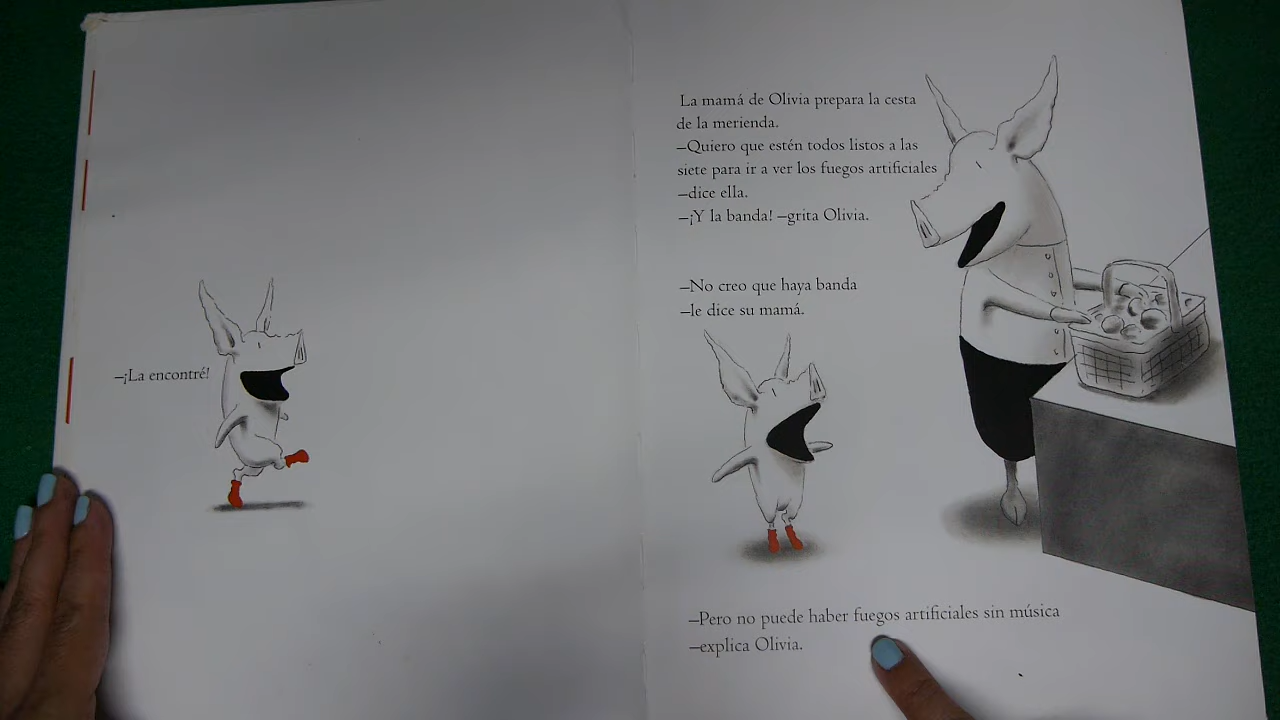 –¡La encontré!
La mamá de Olivia prepara la cesta
de la merienda.
–Quiero que estén todos listos a las
siete para ir a ver los fuegos artificiales
–dice ella.
–¡Y la banda! –grita Olivia.
–No creo que haya banda
–le dice su mamá.
–Pero no puede haber fuegos artificiales sin música
–explica Olivia.